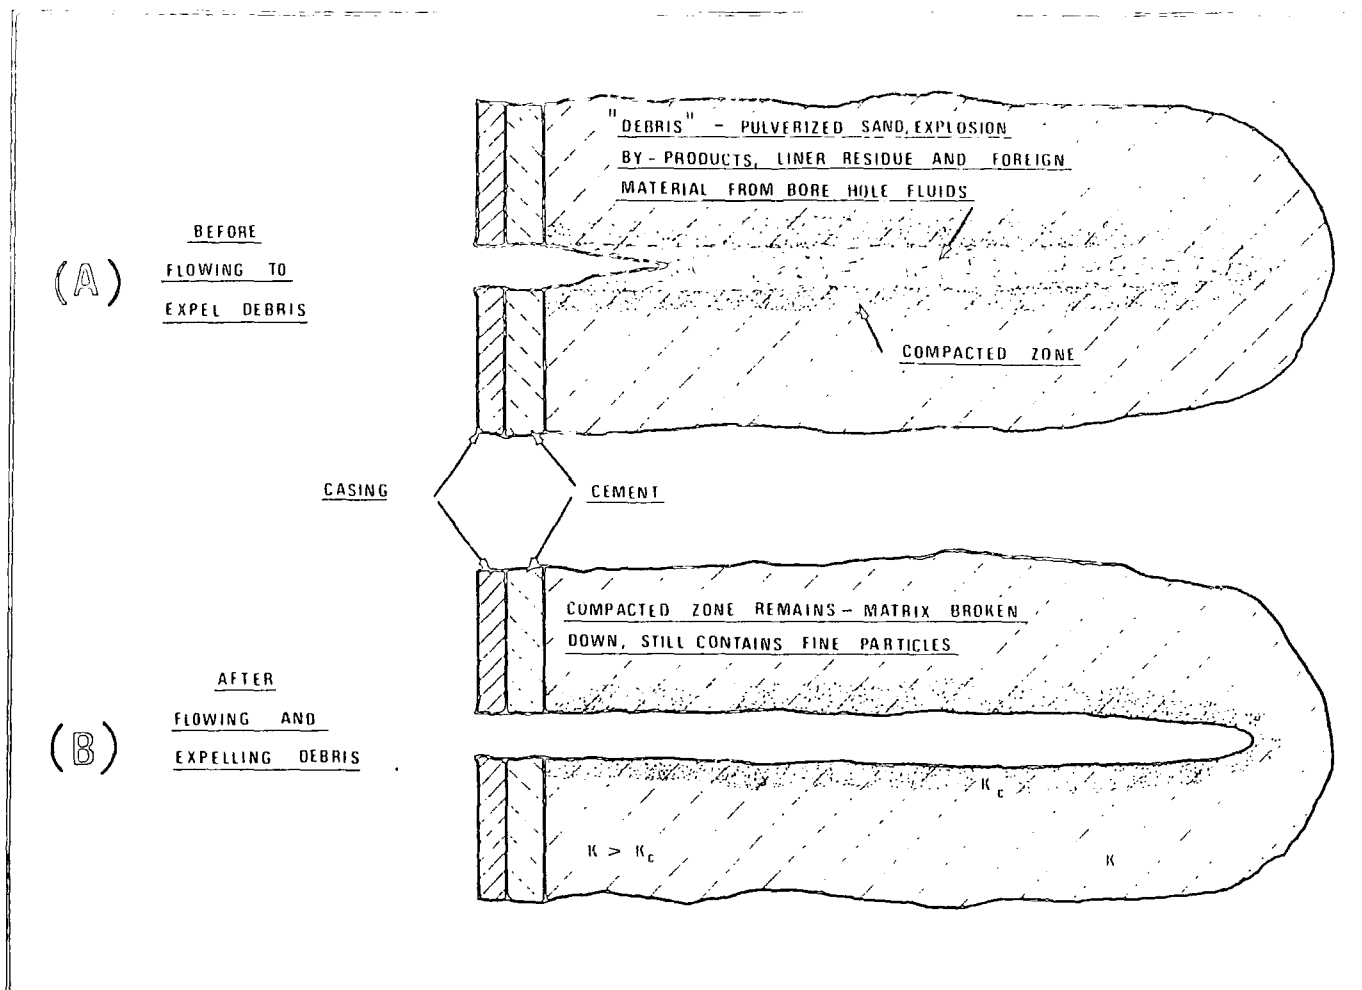 "DEBRIS" - PULVERIZED SAND, EXPLOSION
BY - PRODUCTS, LINER RESIDUE AND FOREIGN
MATERIAL FROM BORE HOLE FLUIDS
(A)
BEFORE
FLOWING TO
EXPEL DEBRIS
COMPACTED ZONE
CASING
CEMENT
COMPACTED ZONE REMAINS - MATRIX BROKEN
DOWN, STILL CONTAINS FINE PARTICLES
(B)
AFTER
FLOWING AND
EXPELLING DEBRIS
Kc
K > Kc
K